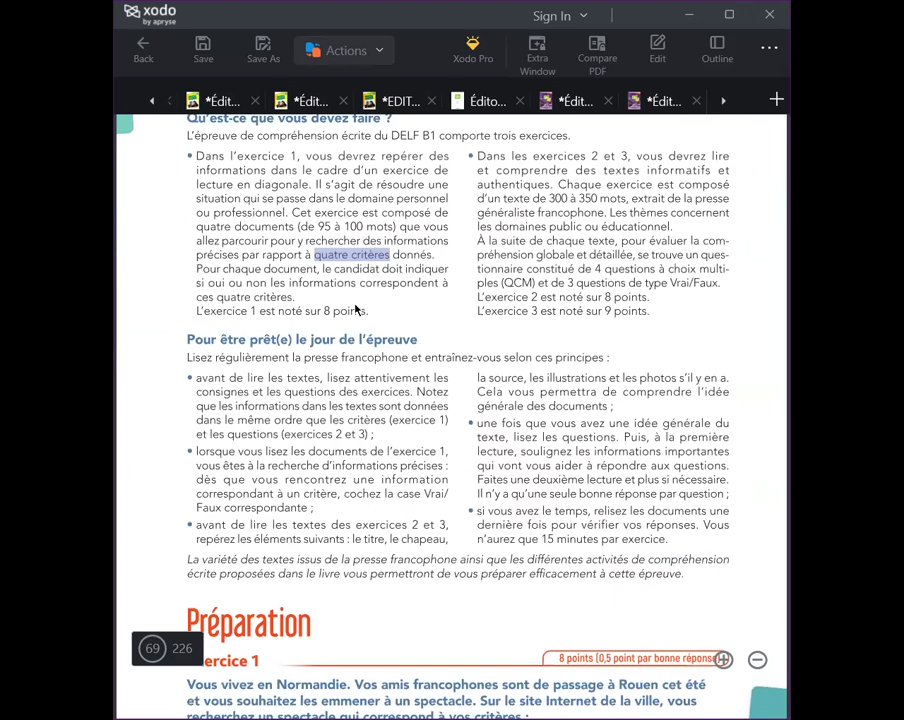 xodo
by apryse
Sign In
Back
Save
Save As
Actions
Xodo Pro
Extra
Window
Compare
PDF
Edit
Outline
*Édit...
*Édit...
*EDIT...
Édito...
*Édit...
*Édit...
Qu'est-ce que vous devez faire ?
L'épreuve de compréhension écrite du DELF B1 comporte trois exercices.
• Dans l'exercice 1, vous devrez repérer des
informations dans le cadre d'un exercice de
lecture en diagonale. Il s'agit de résoudre une
situation qui se passe dans le domaine personnel
ou professionnel. Cet exercice est composé de
quatre documents (de 95 à 100 mots) que vous
allez parcourir pour y rechercher des informations
précises par rapport à quatre critères donnés.
Pour chaque document, le candidat doit indiquer
si oui ou non les informations correspondent à
ces quatre critères.
L'exercice 1 est noté sur 8 points.
• Dans les exercices 2 et 3, vous devrez lire
et comprendre des textes informatifs et
authentiques. Chaque exercice est composé
d'un texte de 300 à 350 mots, extrait de la presse
généraliste francophone. Les thèmes concernent
les domaines public ou éducationnel.
À la suite de chaque texte, pour évaluer la com-
préhension globale et détaillée, se trouve un ques-
tionnaire constitué de 4 questions à choix multi-
ples (QCM) et de 3 questions de type Vrai/Faux.
L'exercice 2 est noté sur 8 points.
L'exercice 3 est noté sur 9 points.
Pour être prêt(e) le jour de l'épreuve
Lisez régulièrement la presse francophone et entraînez-vous selon ces principes :
• avant de lire les textes, lisez attentivement les
consignes et les questions des exercices. Notez
que les informations dans les textes sont données
dans le même ordre que les critères (exercice 1)
et les questions (exercices 2 et 3) ;
• lorsque vous lisez les documents de l'exercice 1,
vous êtes à la recherche d'informations précises :
dès que vous rencontrez une information
correspondant à un critère, cochez la case Vrai/
Faux correspondante ;
• avant de lire les textes des exercices 2 et 3,
repérez les éléments suivants : le titre, le chapeau,
la source, les illustrations et les photos s'il y en a.
Cela vous permettra de comprendre l'idée
générale des documents ;
• une fois que vous avez une idée générale du
texte, lisez les questions. Puis, à la première
lecture, soulignez les informations importantes
qui vont vous aider à répondre aux questions.
Faites une deuxième lecture et plus si nécessaire.
Il n'y a qu'une seule bonne réponse par question ;
• si vous avez le temps, relisez les documents une
dernière fois pour vérifier vos réponses. Vous
n'aurez que 15 minutes par exercice.
La variété des textes issus de la presse francophone ainsi que les différentes activités de compréhension
écrite proposées dans le livre vous permettront de vous préparer efficacement à cette épreuve.
Préparation
69 226
ercice 1
8 points (0,5 point par bonne réponse)
Vous vivez en Normandie. Vos amis francophones sont de passage à Rouen cet été
et vous souhaitez les emmener à un spectacle. Sur le site Internet de la ville, vous
recherchez un spectacle qui correspond à vos critères :